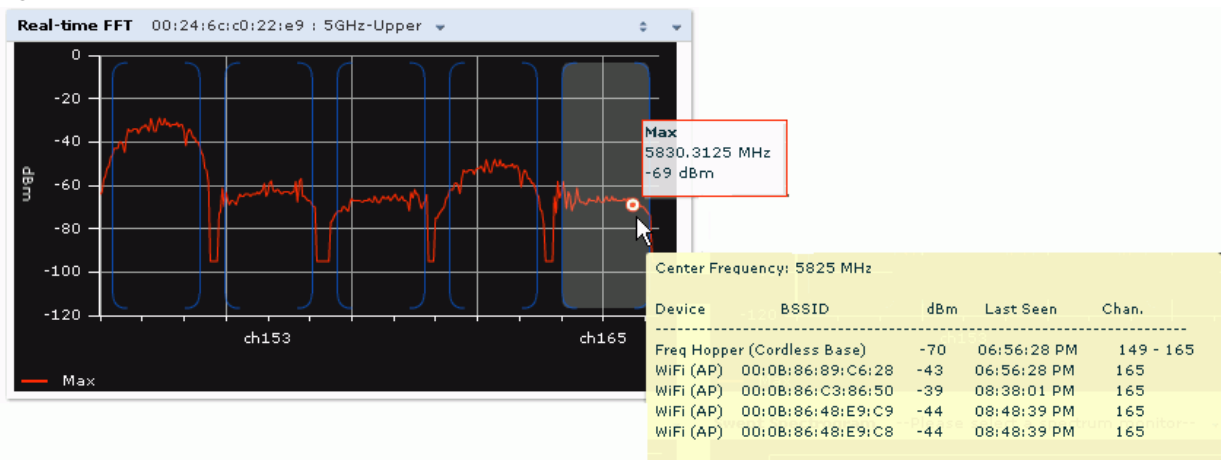 Real-time FFT 00:24:6c:c0:22:e9 : 5GHz-Upper
0
-20
-40
-60
-80
-100
-120
dBm
ch153
ch165
Max
Max
5830.3125 MHz
-69 dBm
Center Frequency: 5825 MHz
Device BSSID dBm Last Seen Chan.
Freq Hopper (Cordless Base) -70 06:56:28 PM 149 - 165
WiFi (AP) 00:0B:86:89:C6:28 -43 06:56:28 PM 165
WiFi (AP) 00:0B:86:C3:86:50 -39 08:38:01 PM 165
WiFi (AP) 00:0B:86:48:E9:C9 -44 08:48:39 PM 165
WiFi (AP) 00:0B:86:48:E9:C8 -44 08:48:39 PM 165